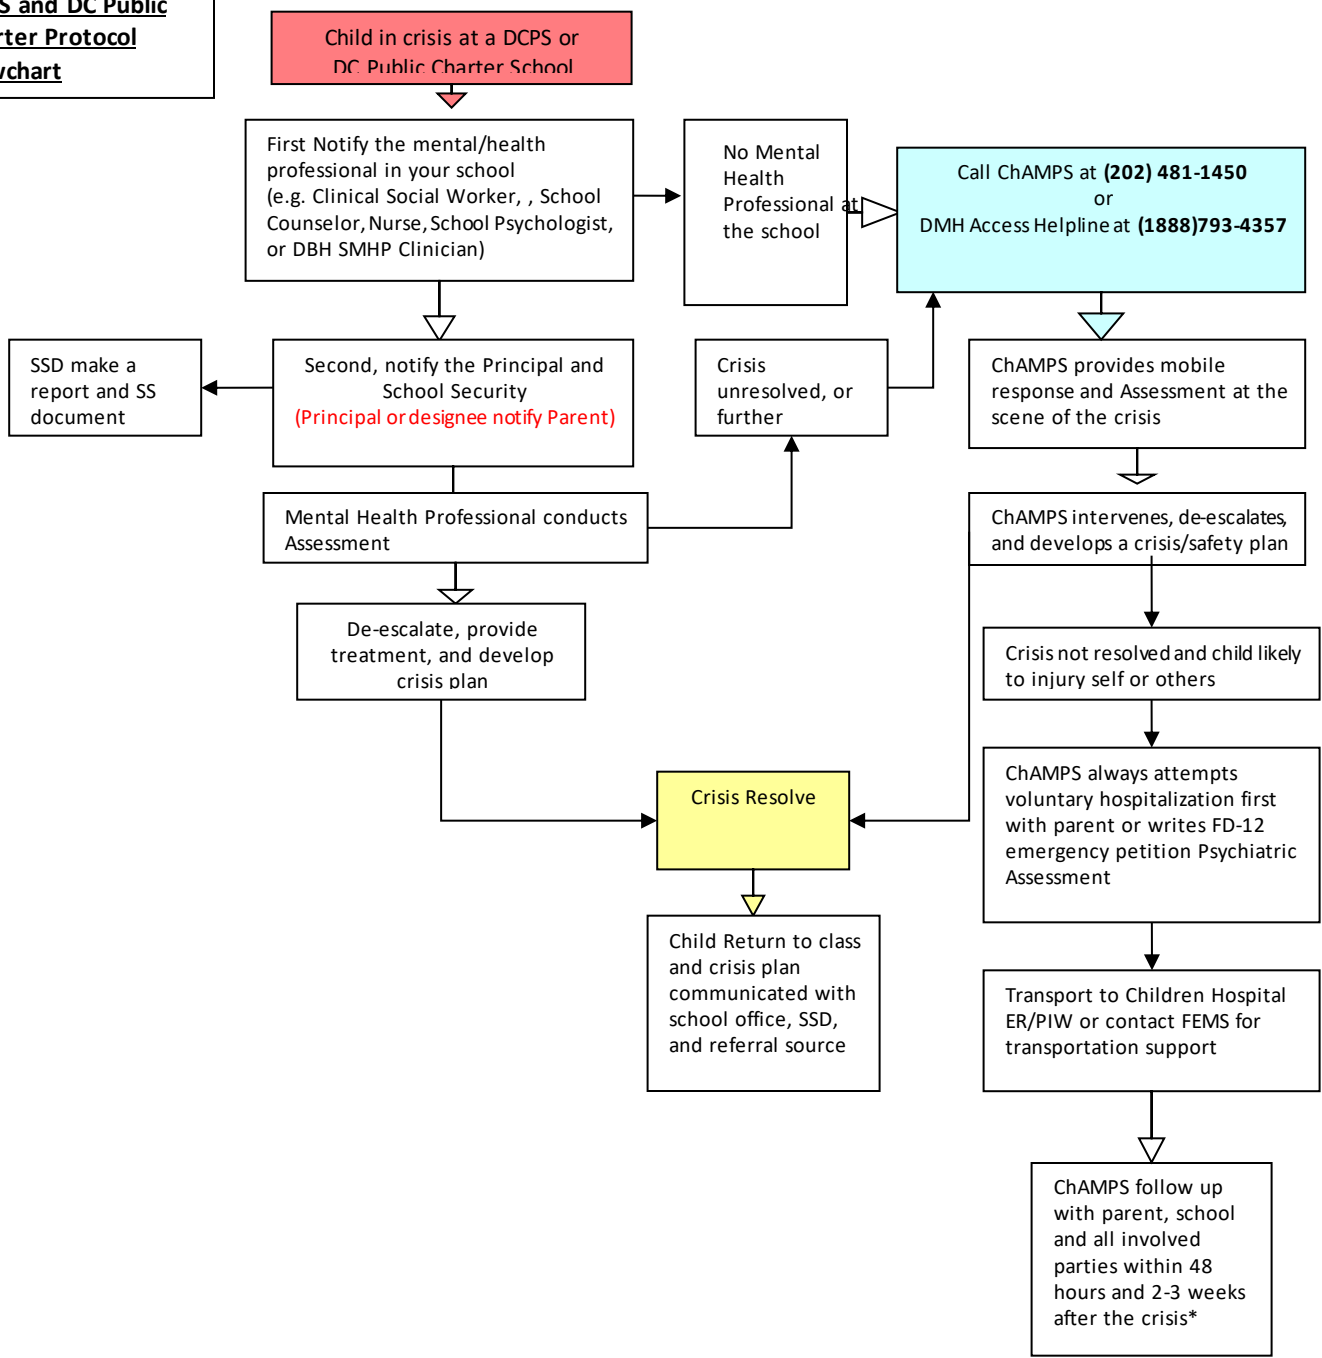 S and DC Public
rter Protocol
vchart
Child in crisis at a DCPS or
DC Public Charter School
First Notify the mental/health
professional in your school
(e.g. Clinical Social Worker, , School
Counselor, Nurse, School Psychologist,
or DBH SMHP Clinician)
No Mental
Health
Professional at
the school
Call ChAMPS at (202) 481-1450
or
DMH Access Helpline at (1888)793-4357
SSD make a
report and SS
document
Second, notify the Principal and
School Security
(Principal or designee notify Parent)
Crisis
unresolved, or
further
ChAMPS provides mobile
response and Assessment at the
scene of the crisis
Mental Health Professional conducts
Assessment
ChAMPS intervenes, de-escalates,
and develops a crisis/safety plan
De-escalate, provide
treatment, and develop
crisis plan
Crisis not resolved and child likely
to injury self or others
ChAMPS always attempts
voluntary hospitalization first
with parent or writes FD-12
emergency petition Psychiatric
Assessment
Crisis Resolve
Child Return to class
and crisis plan
communicated with
school office, SSD,
and referral source
Transport to Children Hospital
ER/PIW or contact FEMS for
transportation support
ChAMPS follow up
with parent, school
and all involved
parties within 48
hours and 2-3 weeks
after the crisis*